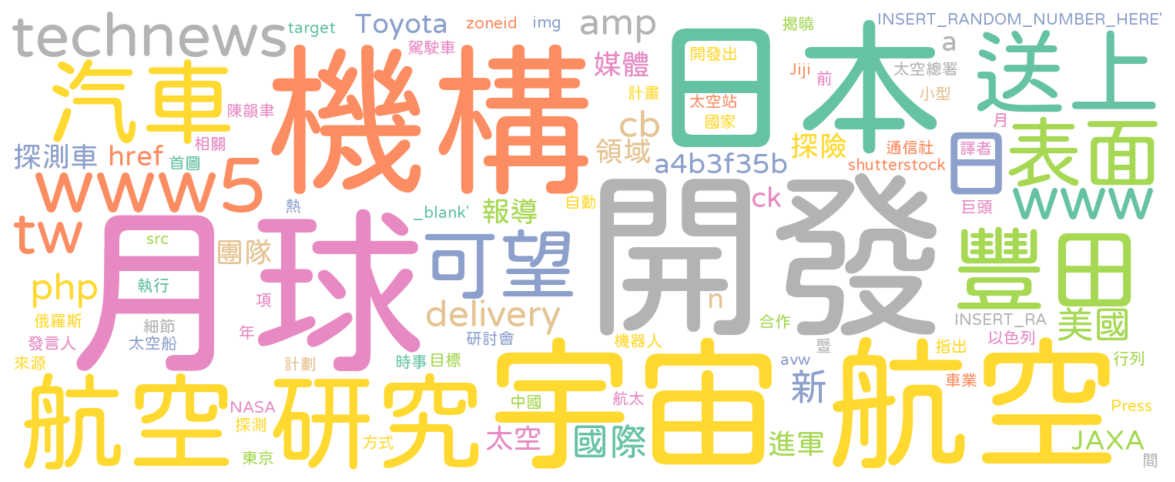 technews
target
Toyota
zoneid
img
amp
揭曉
INSERT_RANDOM_NUMBER_HERE'
駕駛車
開發出
a
汽車
機構
媒體
日本
Jiji
前
太空總署
送上
計畫
太空站
小型
陳韻聿
國家
cb
月
相關
探測車
href
首圖
領域
探險
通信社
日
譯者
表面
www5
a4b3f35b
shutterstock
熱
_blank'
報導
自動
ck
巨頭
www
tw
月球
src
團隊
可望
開發
豐田
php
執行
項
delivery
n
俄羅斯
細節
年
合作
INSERT_RA
美國
發言人
太空船
研討會
機器人
暨
指出
以色列
來源
計劃
時事
目標
avw
行列
航空
研究
宇宙
新
航空
車業
NASA
中國
航太
Press
探測
方式
太空
國際
進軍
JAXA
東京
間